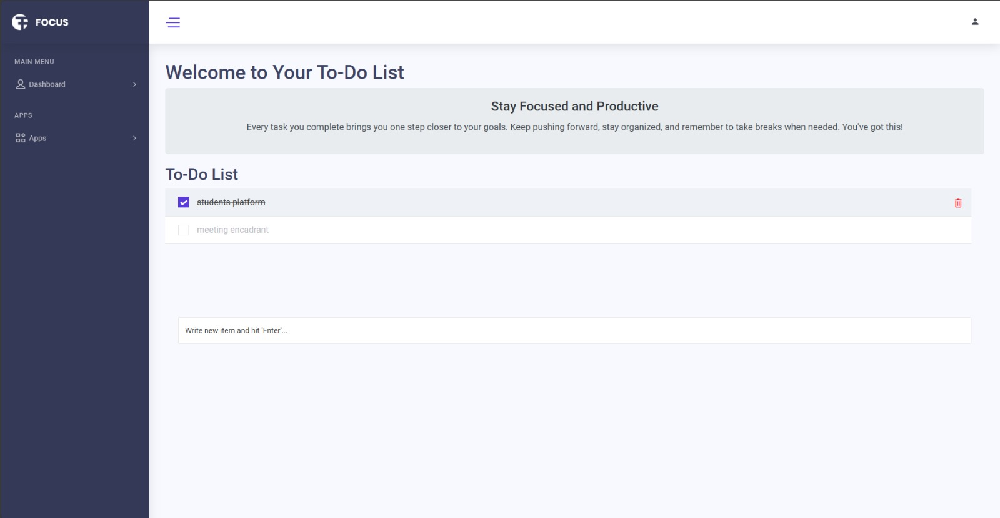 FOCUS
MAIN MENU
Dashboard
APPS
Apps
Welcome to Your To-Do List
Stay Focused and Productive
Every task you complete brings you one step closer to your goals. Keep pushing forward, stay organized, and remember to take breaks when needed. You've got this!
To-Do List
students platform
meeting encadrant
Write new item and hit 'Enter'...